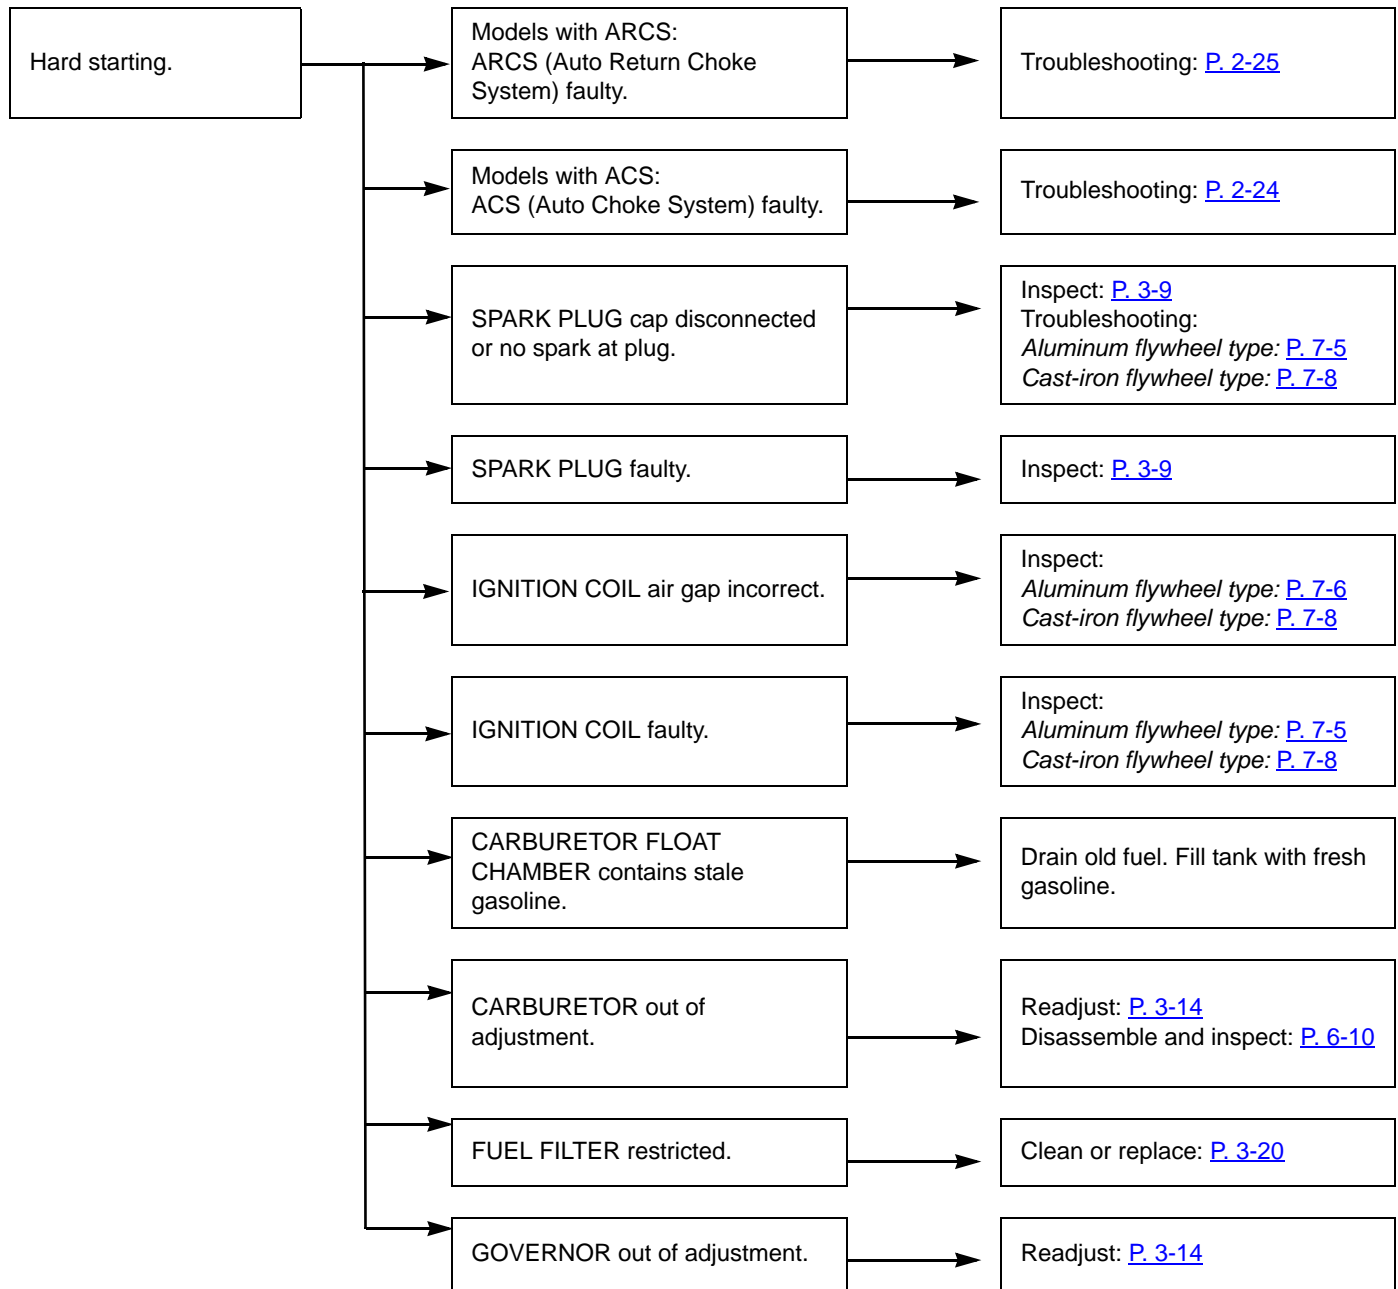 Hard starting.
Models with ARCS:
ARCS (Auto Return Choke
System) faulty.
Troubleshooting: P. 2-25
Models with ACS:
ACS (Auto Choke System) faulty.
Troubleshooting: P. 2-24
SPARK PLUG cap disconnected
or no spark at plug.
Inspect: P. 3-9
Troubleshooting:
Aluminum flywheel type: P. 7-5
Cast-iron flywheel type: P. 7-8
SPARK PLUG faulty.
Inspect: P. 3-9
IGNITION COIL air gap incorrect.
Inspect:
Aluminum flywheel type: P. 7-6
Cast-iron flywheel type: P. 7-8
IGNITION COIL faulty.
Inspect:
Aluminum flywheel type: P. 7-5
Cast-iron flywheel type: P. 7-8
CARBURETOR FLOAT
CHAMBER contains stale
gasoline.
Drain old fuel. Fill tank with fresh
gasoline.
CARBURETOR out of
adjustment.
Readjust: P. 3-14
Disassemble and inspect: P. 6-10
FUEL FILTER restricted.
Clean or replace: P. 3-20
GOVERNOR out of adjustment.
Readjust: P. 3-14